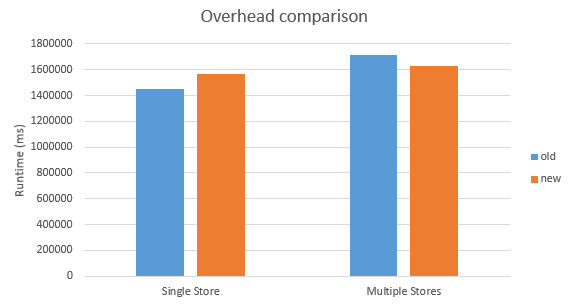 Overhead comparison
1800000
1600000
1400000
1200000
1000000
800000
600000
400000
200000
0
Runtime (ms)
Single Store
Multiple Stores
old
new